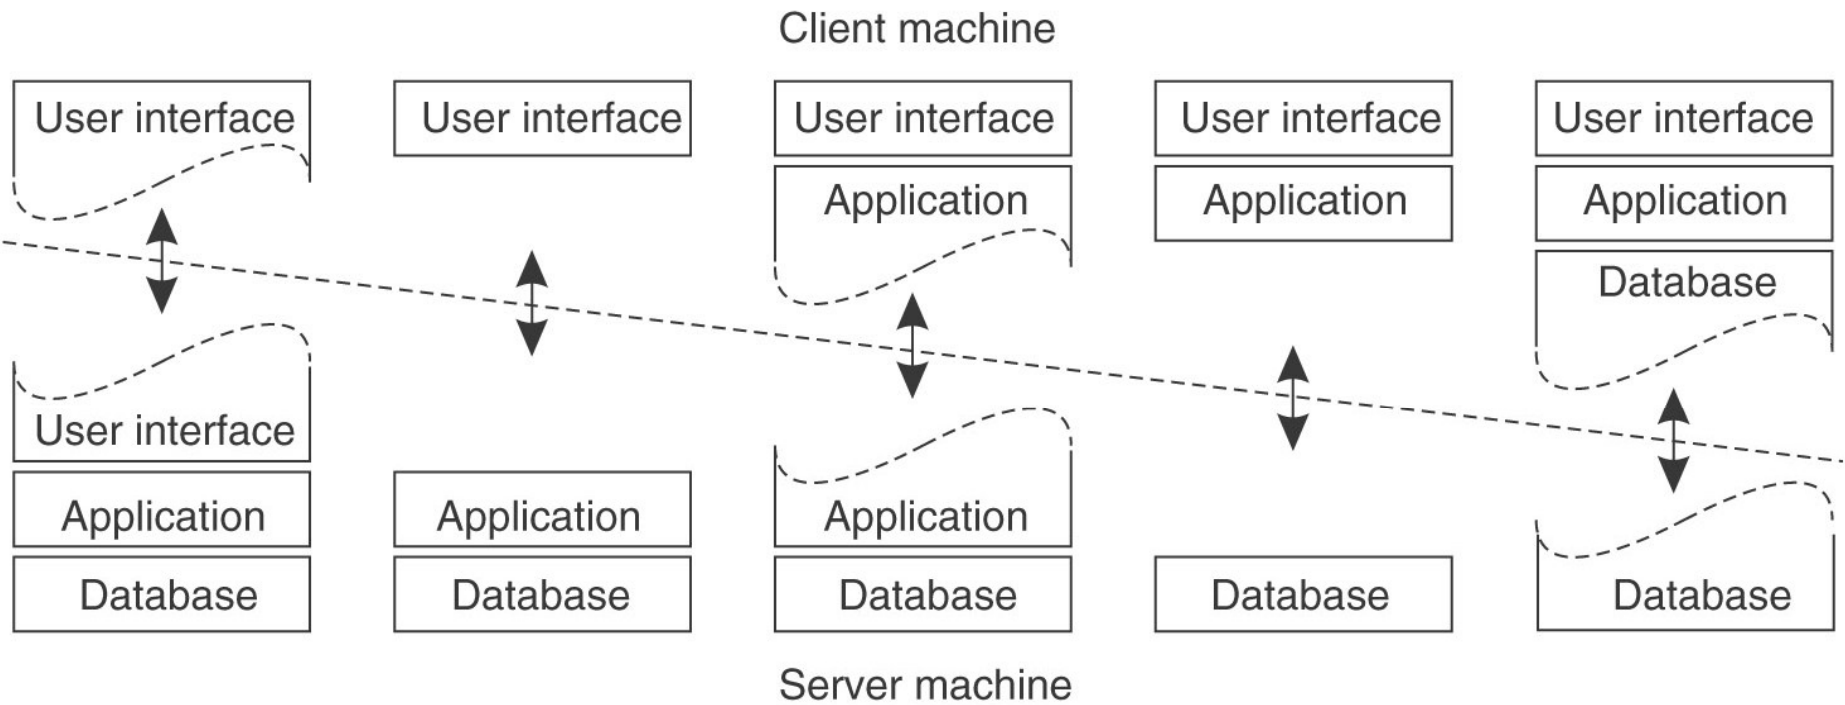 Client machine
User interface
User interface
User interface
User interface
User interface
Application
Application
Application
Database
User interface
Application
Application
Application
Database
Database
Database
Database
Database
Server machine